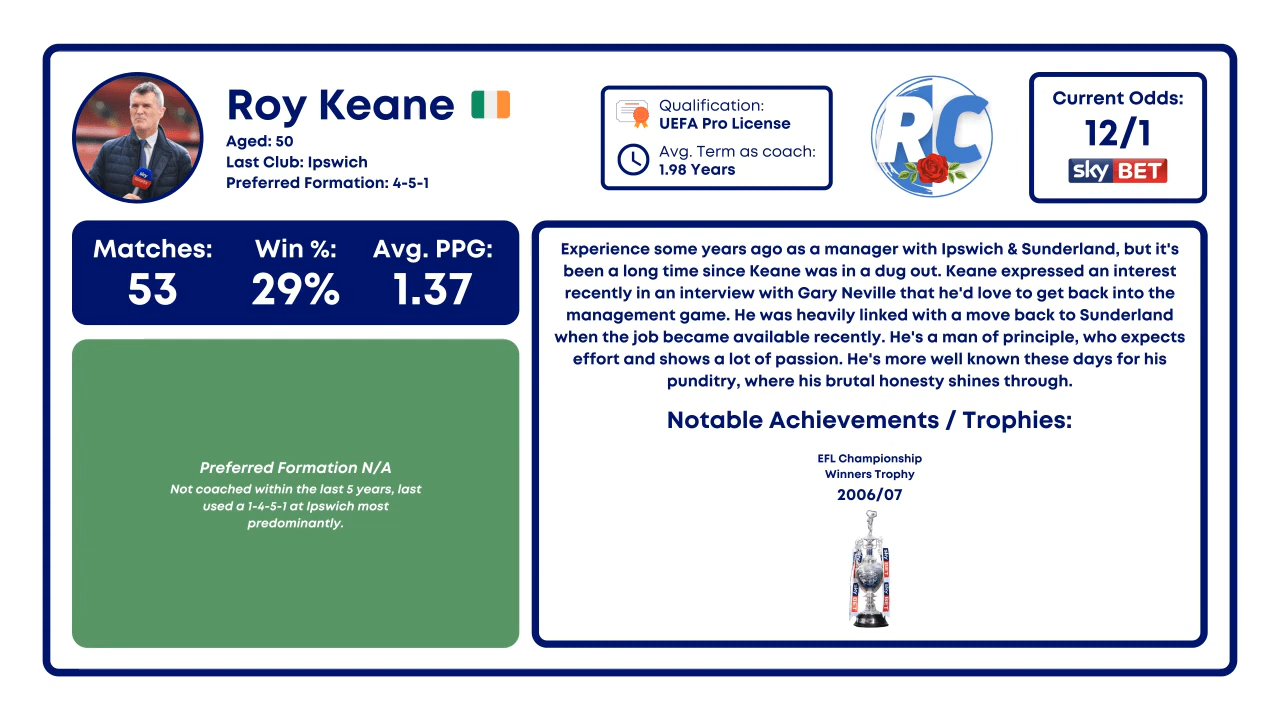 Roy Keane
Aged: 50
Last Club: Ipswich
Preferred Formation: 4-5-1
Qualification:
UEFA Pro License
Avg. Term as coach:
1.98 Years
RC
Current Odds:
12/1
sky BET
Matches:
53
Win %:
29%
Avg. PPG:
1.37
Preferred Formation N/A
Not coached within the last 5 years, last
used a 1-4-5-1 at Ipswich most
predominantly.
Experience some years ago as a manager with Ipswich & Sunderland, but it's
been a long time since Keane was in a dug out. Keane expressed an interest
recently in an interview with Gary Neville that he'd love to get back into the
management game. He was heavily linked with a move back to Sunderland
when the job became available recently. He's a man of principle, who expects
effort and shows a lot of passion. He's more well known these days for his
punditry, where his brutal honesty shines through.
Notable Achievements / Trophies:
EFL Championship
Winners Trophy
2006/07